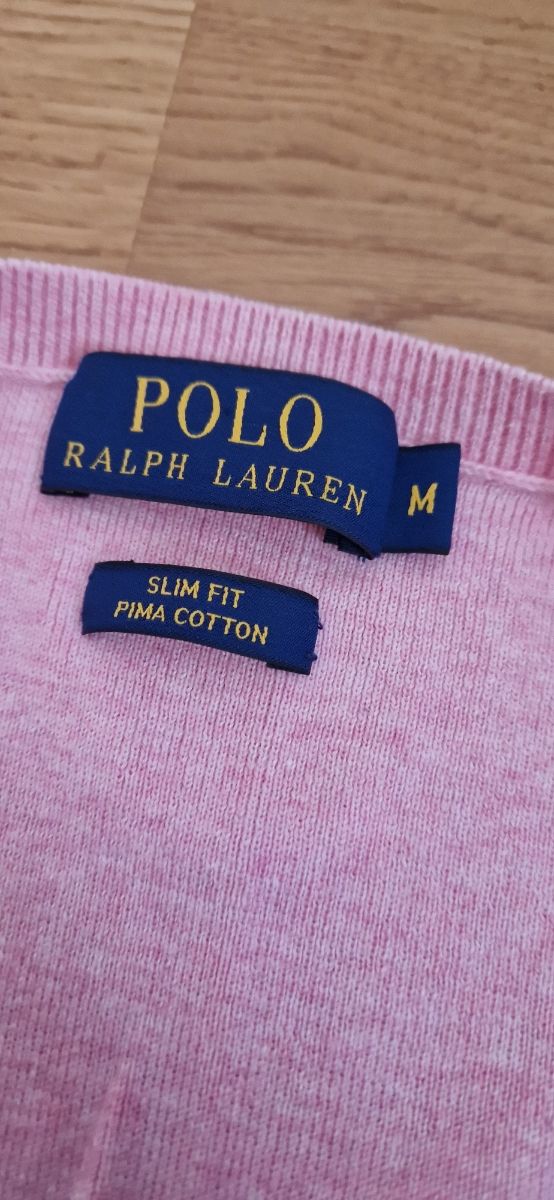 POLO
RALPH LAUREN
M
SLIM FIT
PIMA COTTON